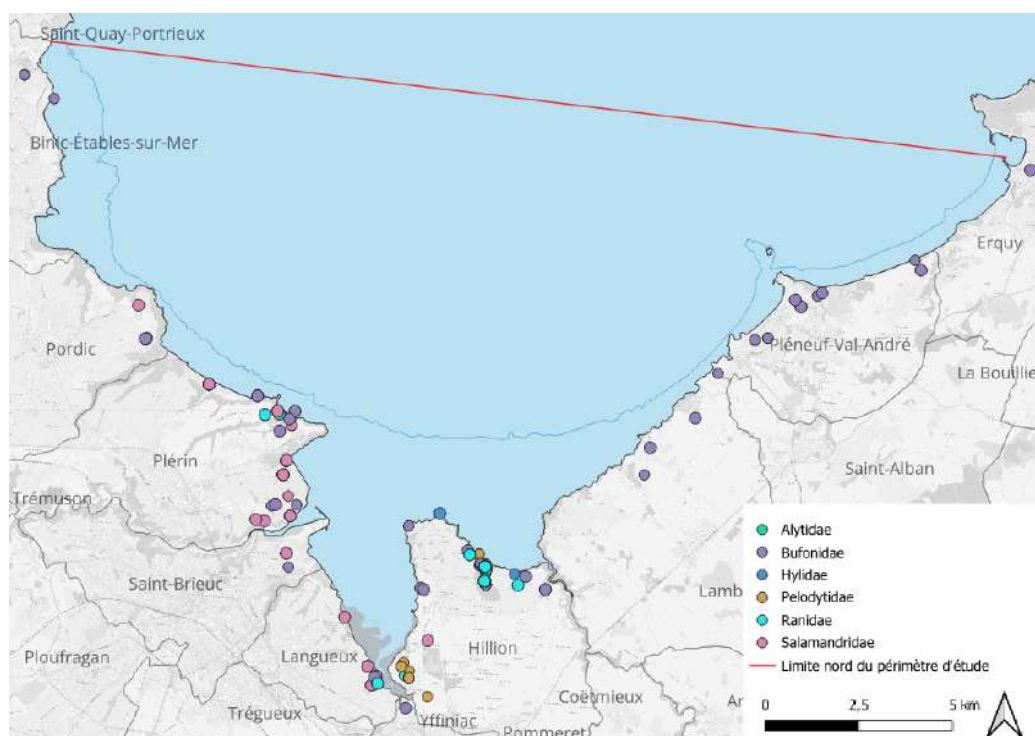 Saint-Quay-Portrieux
Binic-Étables-sur-Mer
Erquy
Pordic
Pléneuf-Val-André
La Bouillie
Plérin
Saint-Alban
Trémuson
Saint-Brieuc
Lamb
Ploufragan
Langueux
Hillion
Coëtmieux
Trégueux
Yffiniac
Pommeret
Alytidae
Bufonidae
Hylidae
Pelodytidae
Ranidae
Salamandridae
Limite nord du périmètre d'étude
0 2,5 5 km